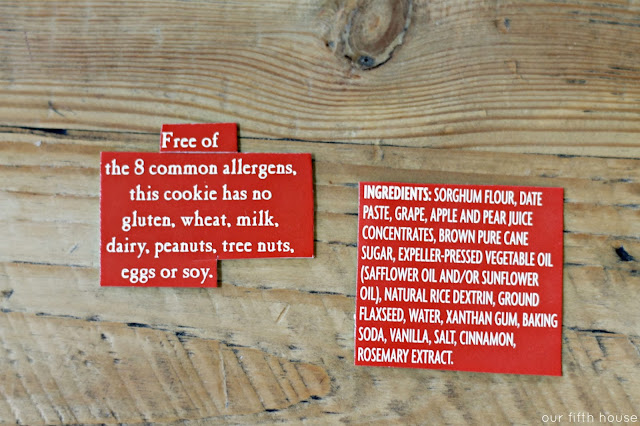 Free of
the 8 common allergens,
this cookie has no
gluten, wheat, milk,
dairy, peanuts, tree nuts,
eggs or soy.
INGREDIENTS: SORGHUM FLOUR, DATE
PASTE, GRAPE, APPLE AND PEAR JUICE
CONCENTRATES, BROWN PURE CANE
SUGAR, EXPELLER-PRESSED VEGETABLE OIL
(SAFFLOWER OIL AND/OR SUNFLOWER
OIL), NATURAL RICE DEXTRIN, GROUND
FLAXSEED, WATER, XANTHAN GUM, BAKING
SODA, VANILLA, SALT, CINNAMON,
ROSEMARY EXTRACT.
our fifth house